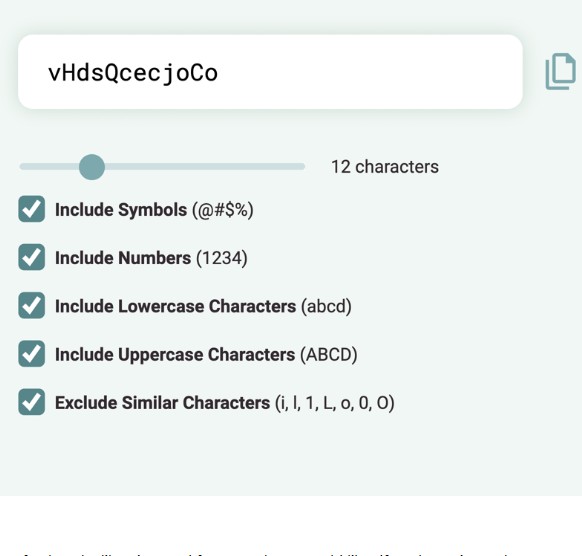 vHdsQcecjoCo
12 characters
Include Symbols (@#$%)
Include Numbers (1234)
Include Lowercase Characters (abcd)
Include Uppercase Characters (ABCD)
Exclude Similar Characters (i, l, 1, L, o, 0, O)